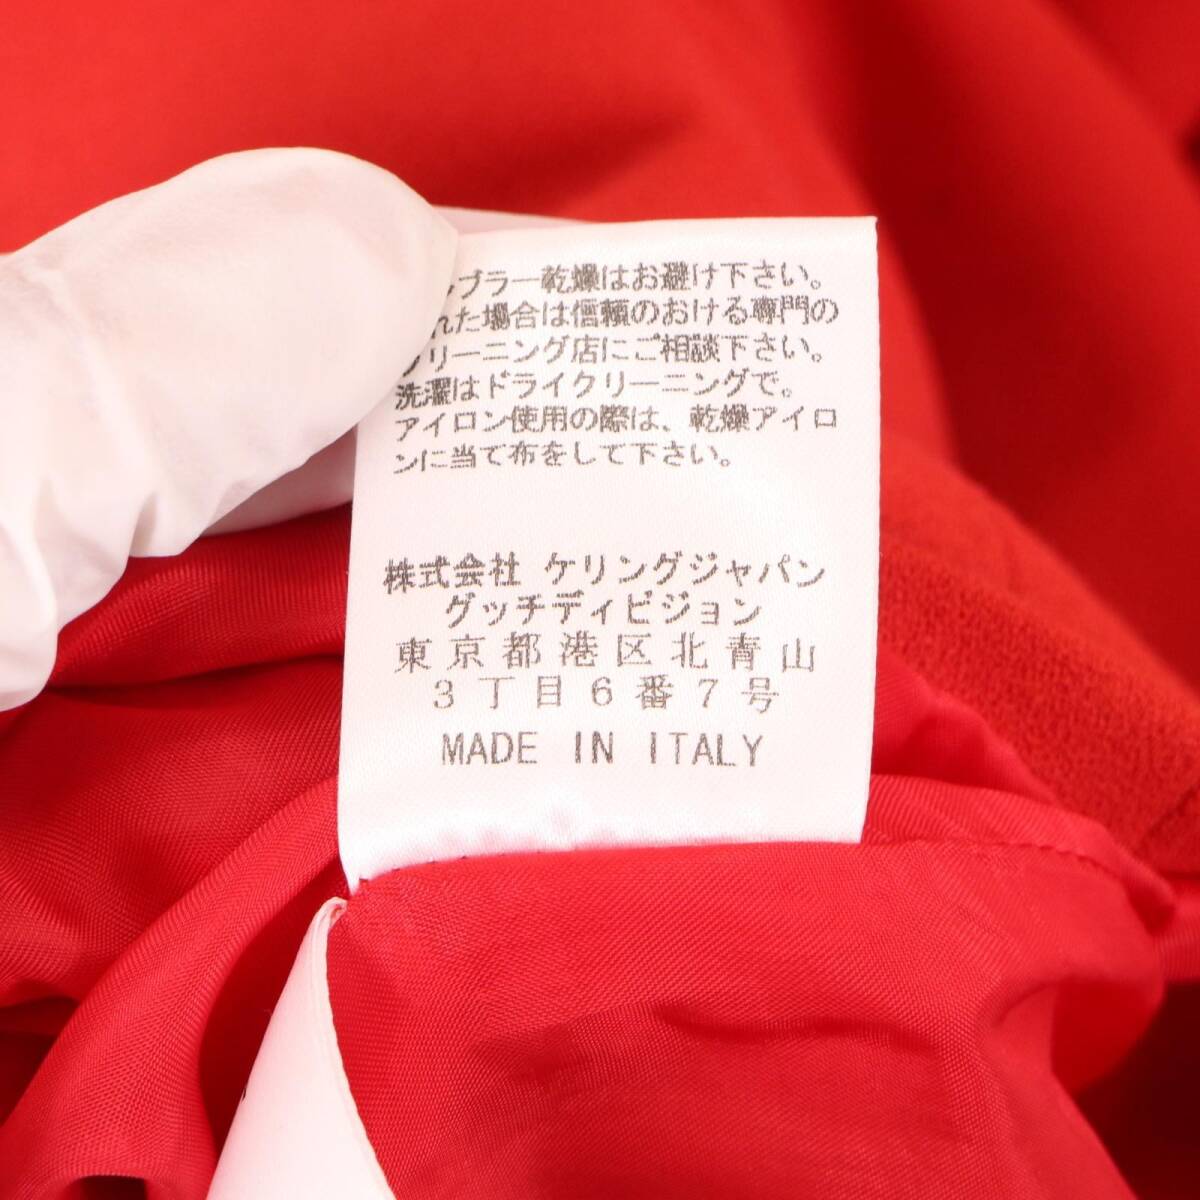 ブラー乾燥はお避け下さい。
れた場合は信頼のおける専門の
クリーニング店にご相談下さい。
洗濯はドライクリーニングで。
アイロン使用の際は、乾燥アイロ
ンに当て布をして下さい。
株式会社 ケリングジャパン
グッチディビジョン
東京都港区北青山
3丁目6番7号
MADE IN ITALY